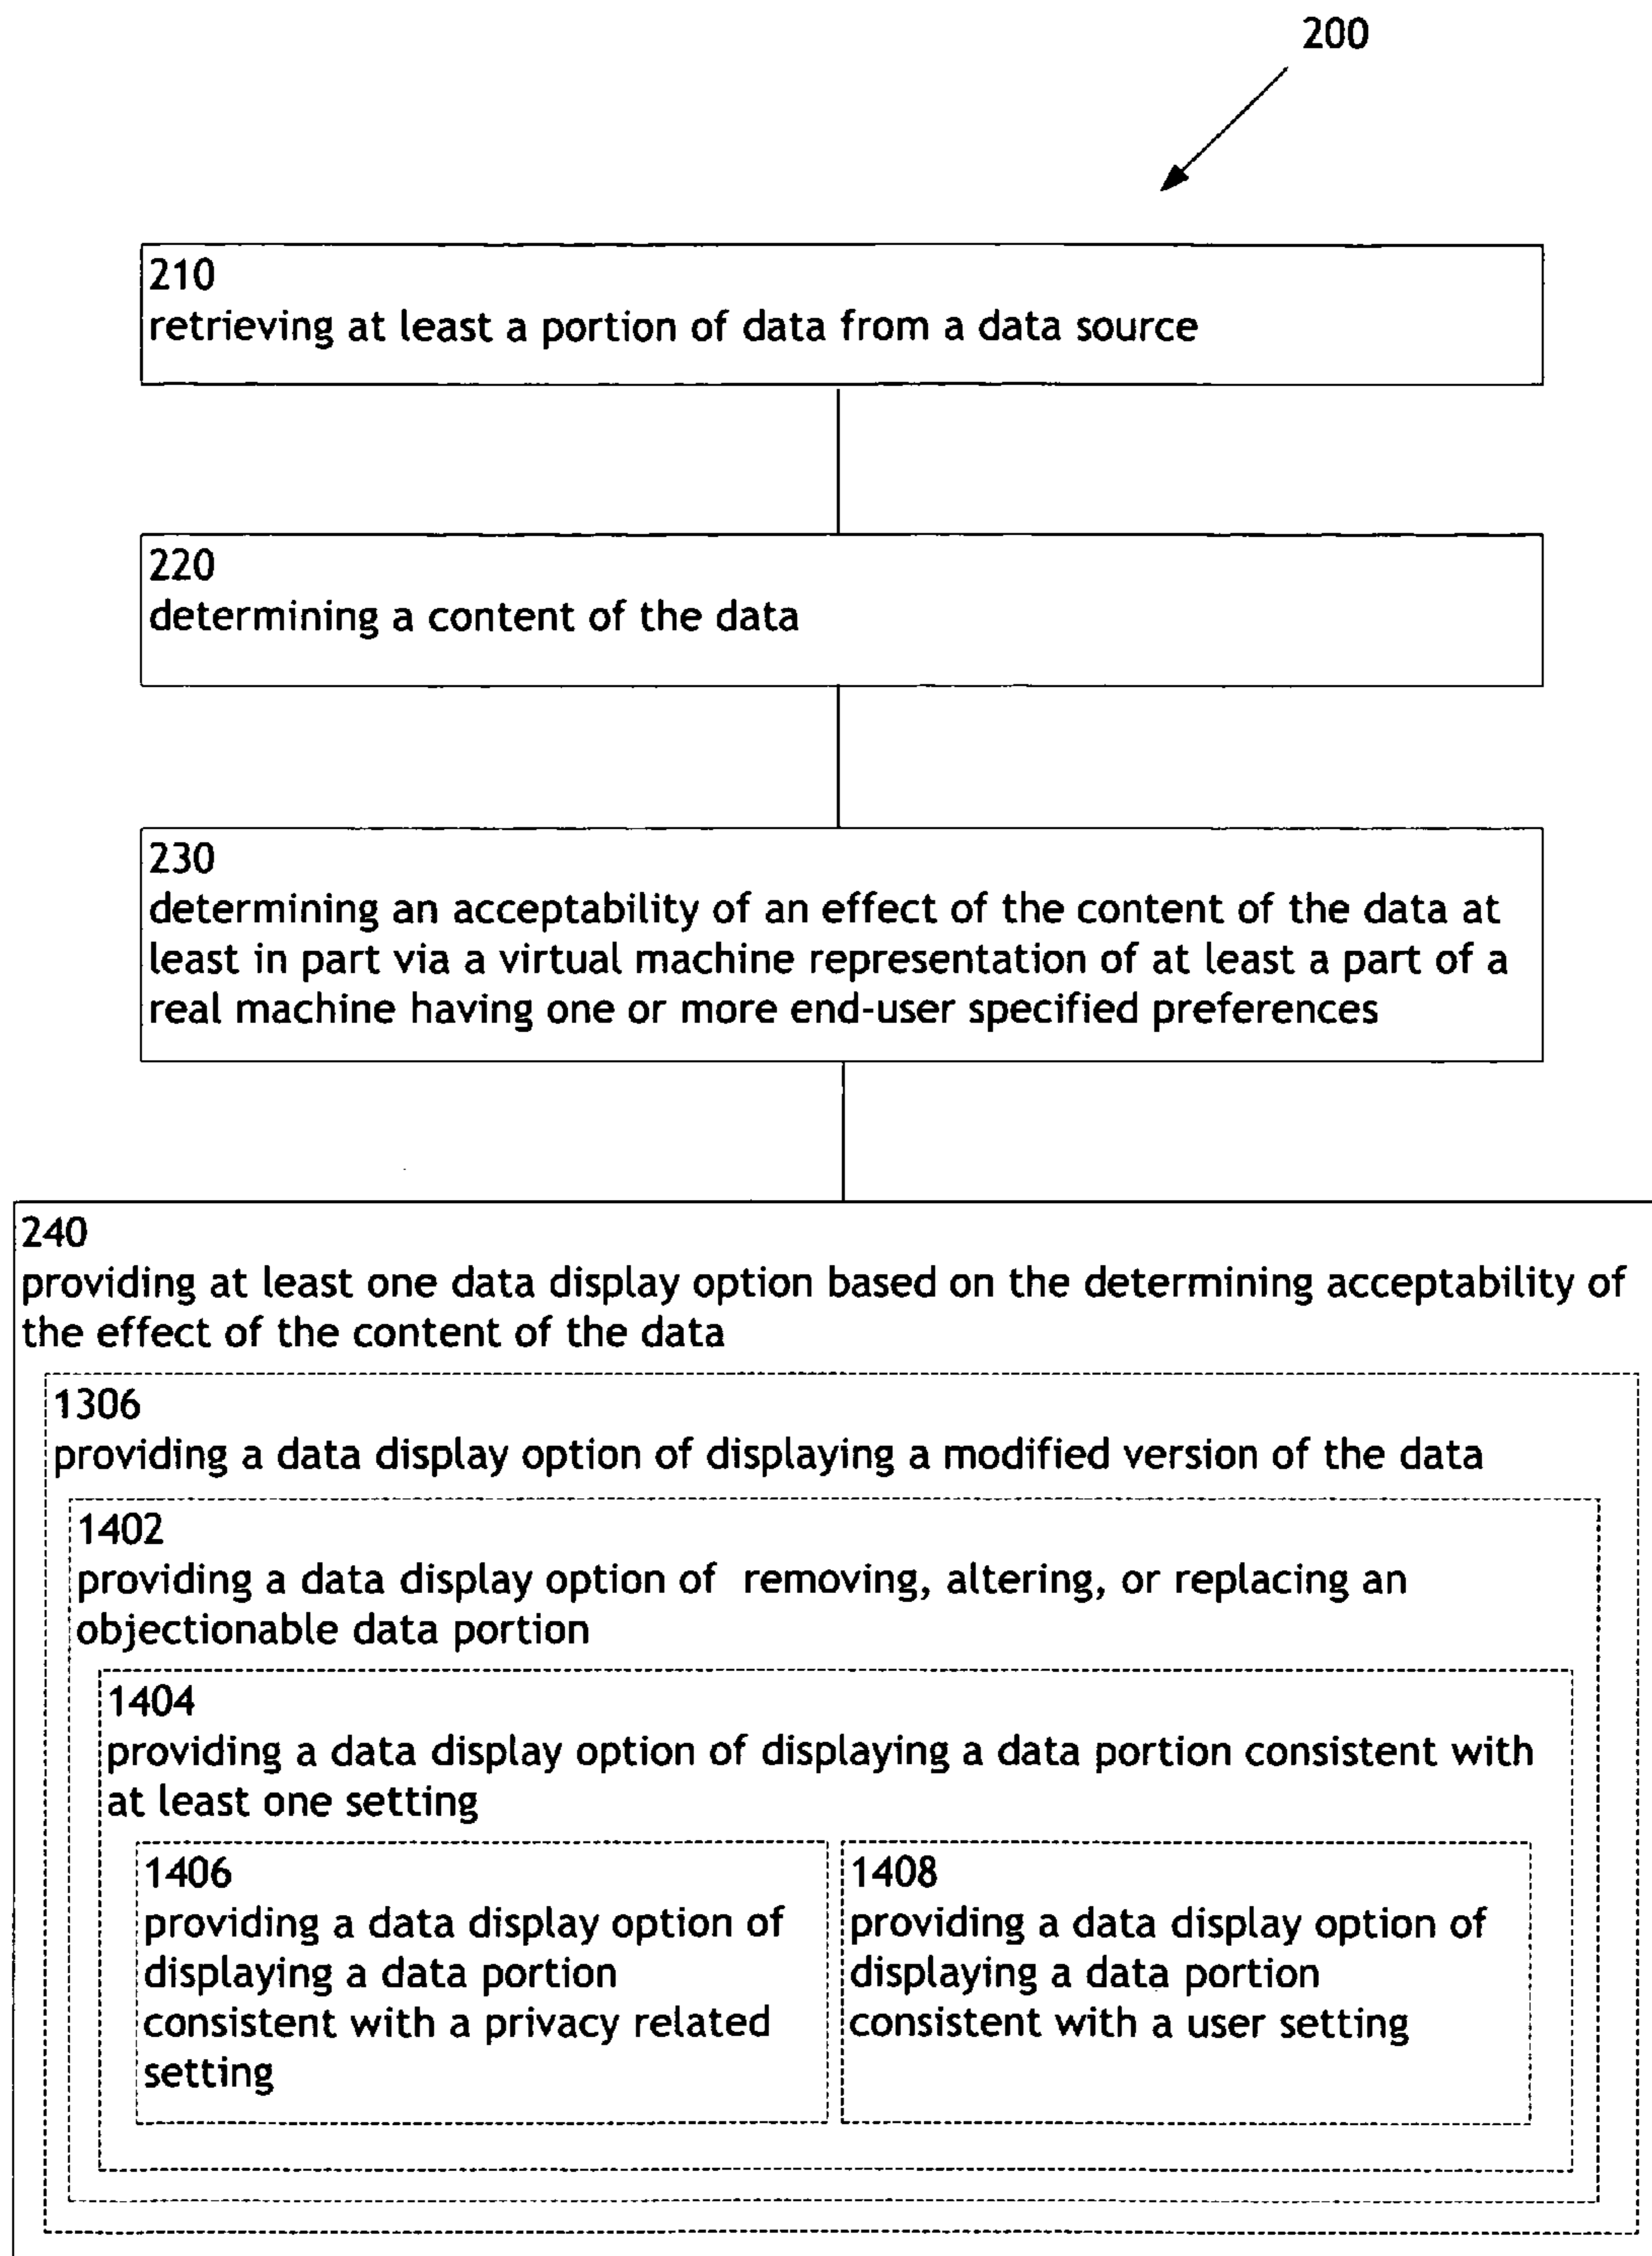 200
210
retrieving at least a portion of data from a data source
220
determining a content of the data
230
determining an acceptability of an effect of the content of the data at
least in part via a virtual machine representation of at least a part of a
real machine having one or more end-user specified preferences
240
providing at least one data display option based on the determining acceptability of
the effect of the content of the data
1306
providing a data display option of displaying a modified version of the data
1402
providing a data display option of removing, altering, or replacing an
objectionable data portion
1404
providing a data display option of displaying a data portion consistent with
at least one setting
1406
providing a data display option of
displaying a data portion
consistent with a privacy related
setting
1408
providing a data display option of
displaying a data portion
consistent with a user setting